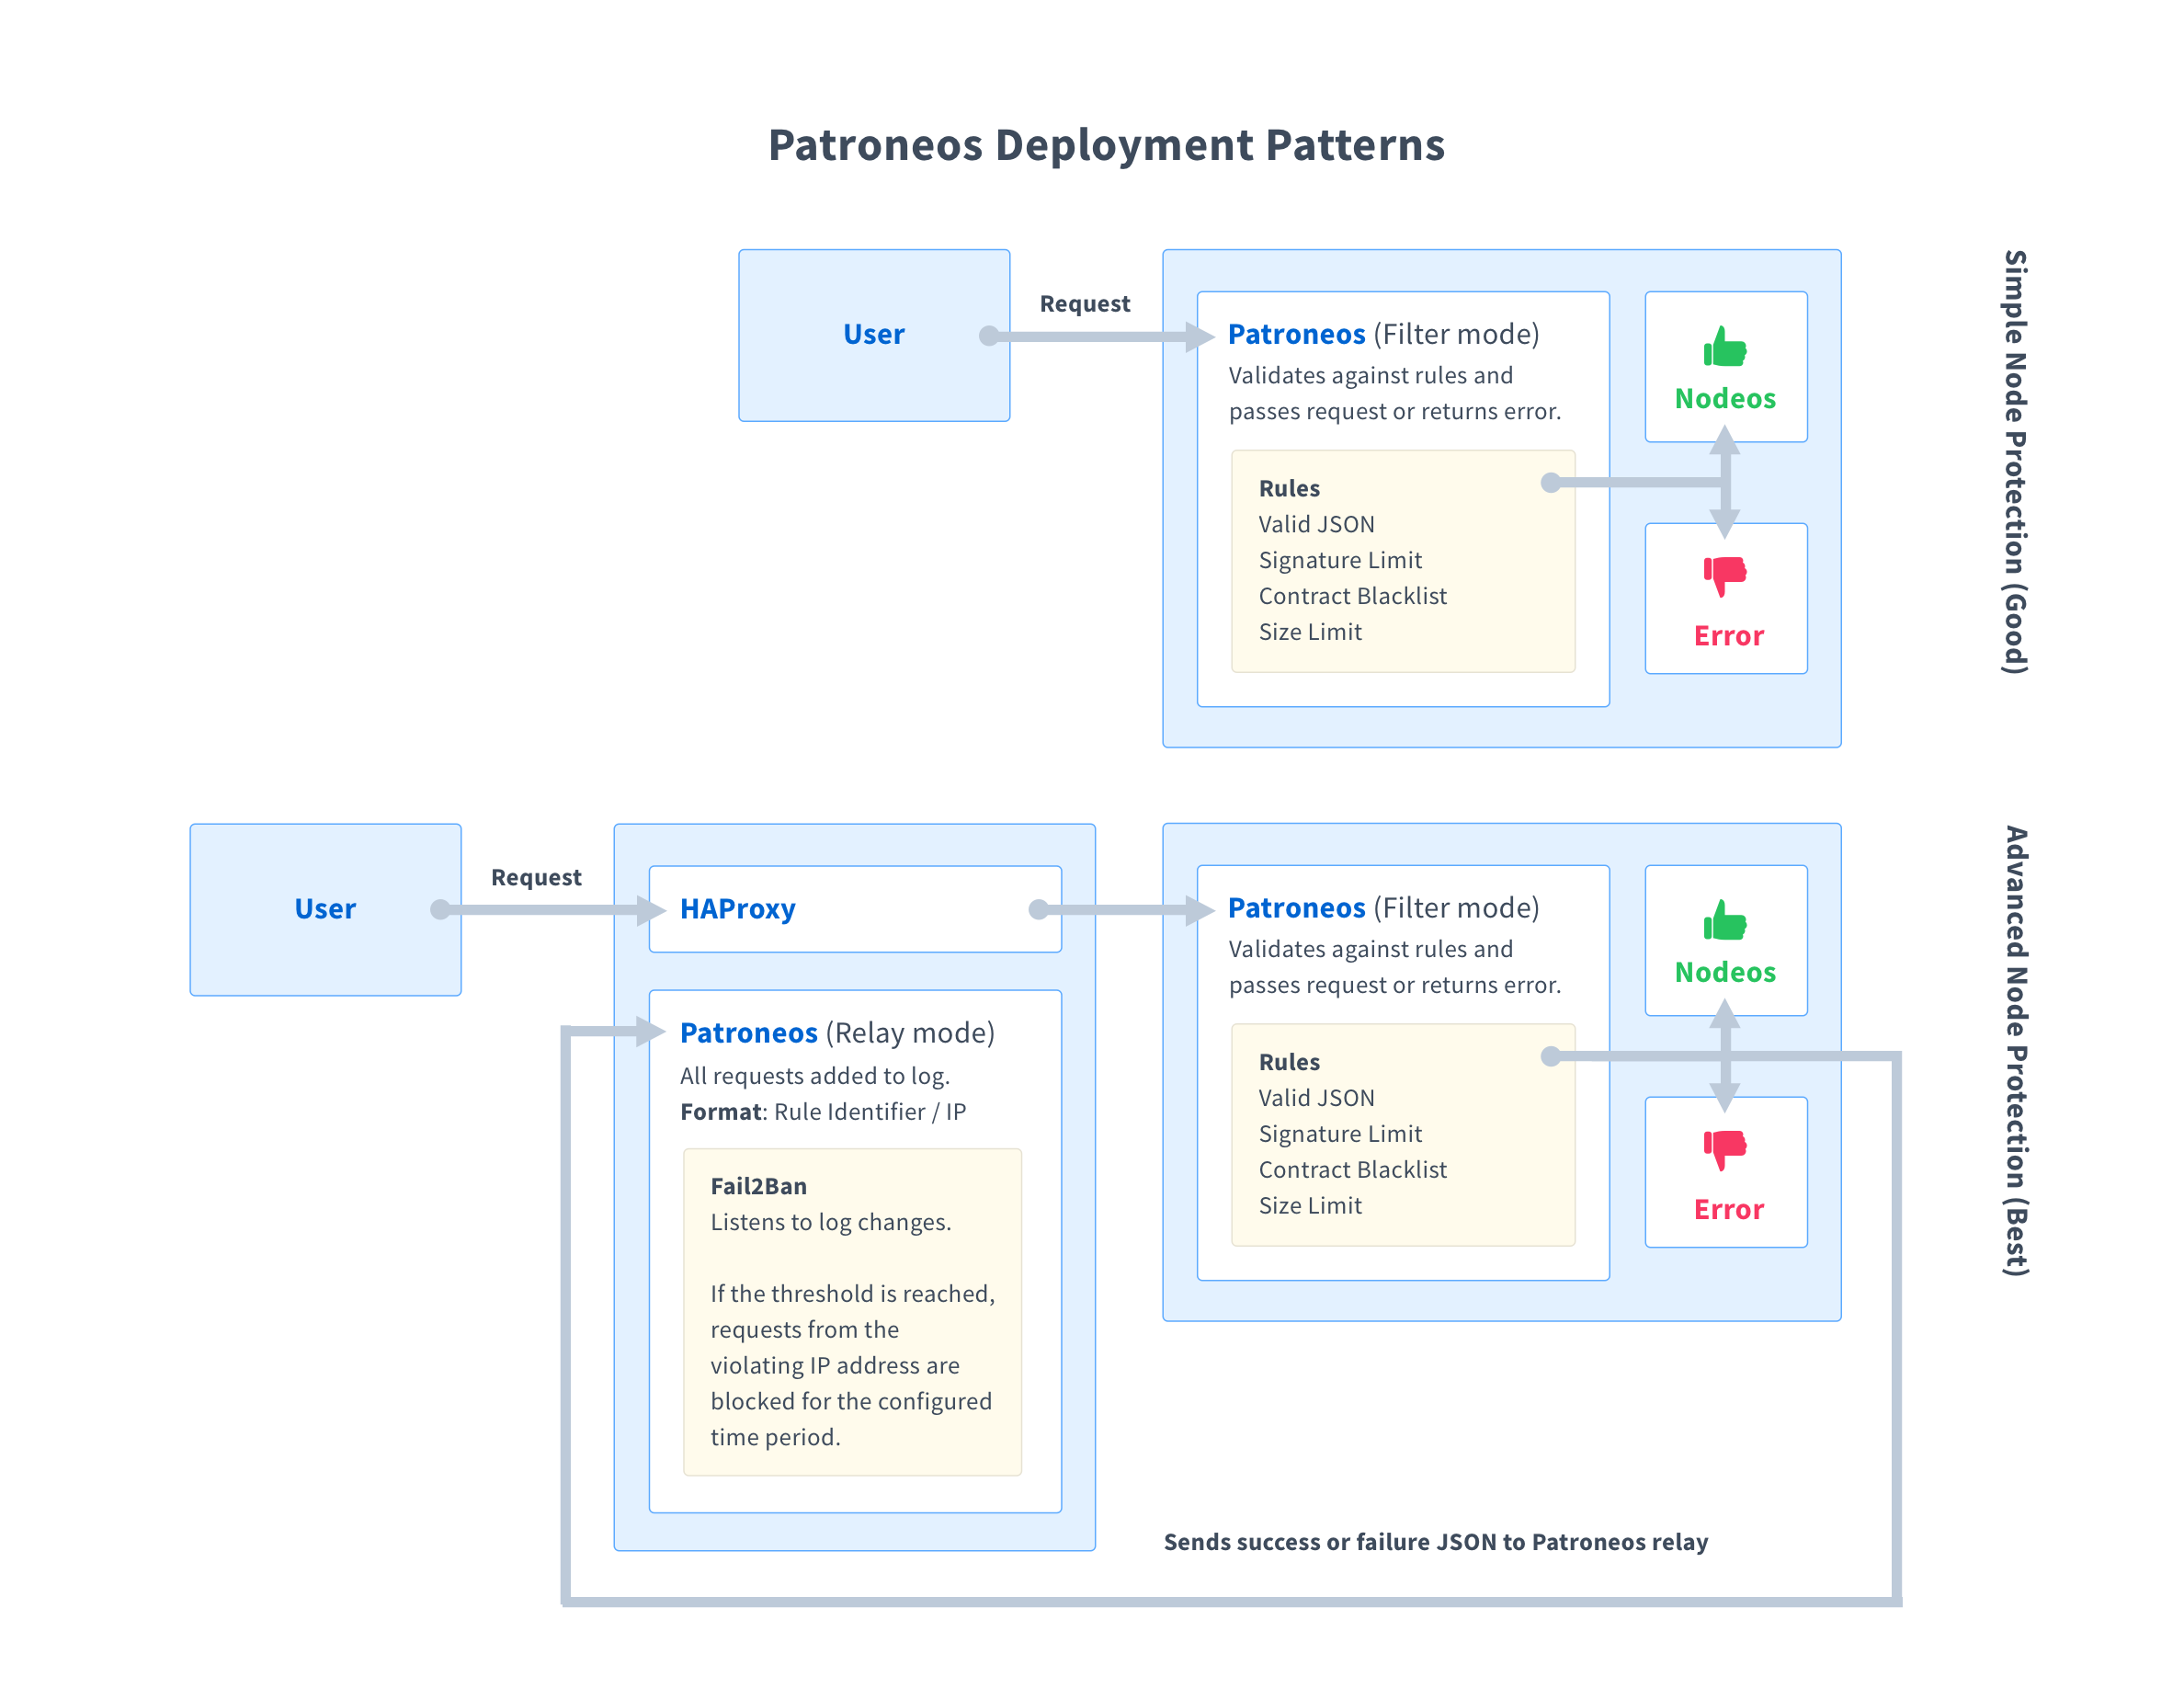 Patroneos Deployment Patterns
Simple Node Protection (Good)
User
Request
Patroneos (Filter mode)
Validates against rules and
passes request or returns error.
Rules
Valid JSON
Signature Limit
Contract Blacklist
Size Limit
Nodeos
Error
Advanced Node Protection (Best)
User
Request
HAProxy
Patroneos (Relay mode)
All requests added to log.
Format: Rule Identifier / IP
Fail2Ban
Listens to log changes.
If the threshold is reached,
requests from the
violating IP address are
blocked for the configured
time period.
Patroneos (Filter mode)
Validates against rules and
passes request or returns error.
Rules
Valid JSON
Signature Limit
Contract Blacklist
Size Limit
Nodeos
Error
Sends success or failure JSON to Patroneos relay